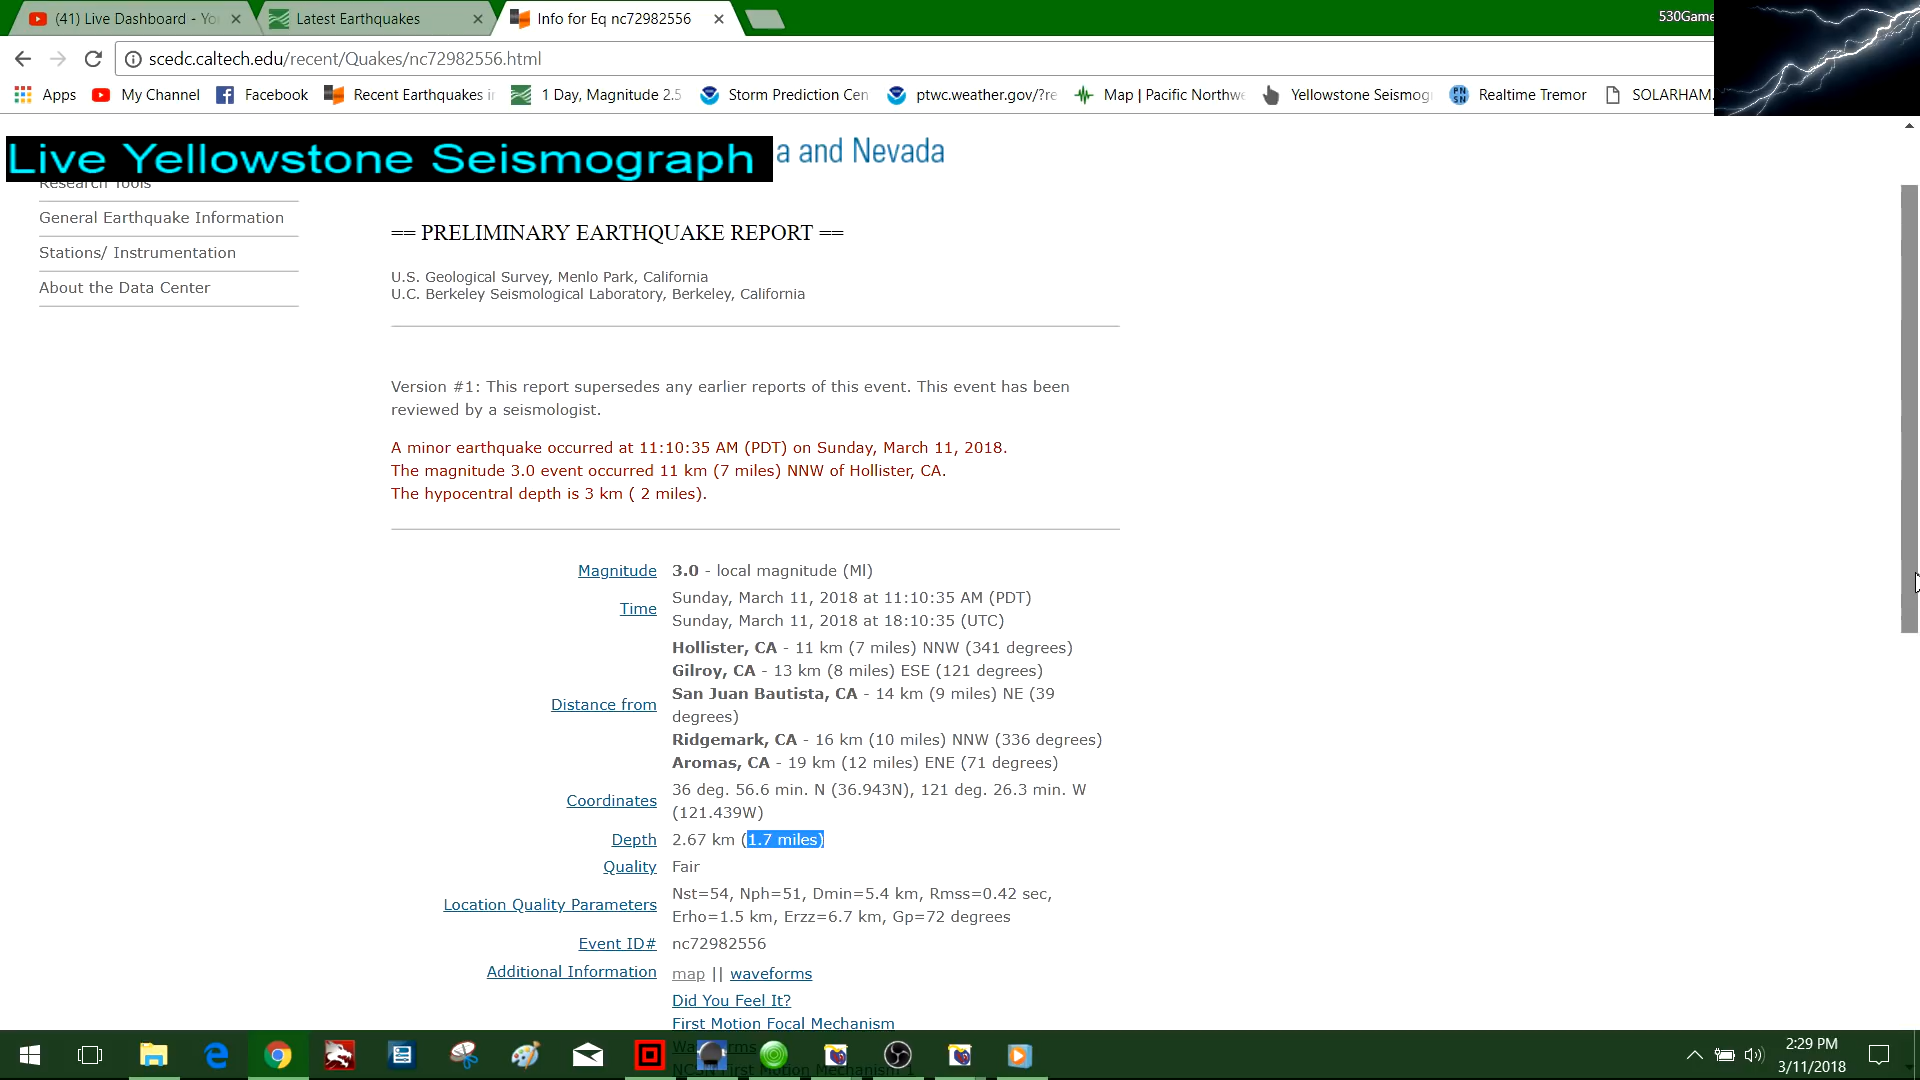 (41) Live Dashboard - Yo
Latest Earthquakes
Info for Eq nc72982556
530Game
scedc.caltech.edu/recent/Quakes/nc72982556.html
Apps
My Channel
Facebook
Recent Earthquakes i
1 Day, Magnitude 2.5
Storm Prediction Cen
ptwc.weather.gov/?re
Map | Pacific Northw
Yellowstone Seismog
Realtime Tremor
SOLARHAM.
Live Yellowstone Seismograph
a and Nevada
Research Tools
General Earthquake Information
Stations/ Instrumentation
About the Data Center
== PRELIMINARY EARTHQUAKE REPORT ==
U.S. Geological Survey, Menlo Park, California
U.C. Berkeley Seismological Laboratory, Berkeley, California
Version #1: This report supersedes any earlier reports of this event. This event has been
reviewed by a seismologist.
A minor earthquake occurred at 11:10:35 AM (PDT) on Sunday, March 11, 2018.
The magnitude 3.0 event occurred 11 km (7 miles) NNW of Hollister, CA.
The hypocentral depth is 3 km ( 2 miles).
Magnitude 3.0 - local magnitude (Ml)
Time Sunday, March 11, 2018 at 11:10:35 AM (PDT)
Sunday, March 11, 2018 at 18:10:35 (UTC)
Distance from Hollister, CA - 11 km (7 miles) NNW (341 degrees)
Gilroy, CA - 13 km (8 miles) ESE (121 degrees)
San Juan Bautista, CA - 14 km (9 miles) NE (39
degrees)
Ridgemark, CA - 16 km (10 miles) NNW (336 degrees)
Aromas, CA - 19 km (12 miles) ENE (71 degrees)
Coordinates 36 deg. 56.6 min. N (36.943N), 121 deg. 26.3 min. W
(121.439W)
Depth 2.67 km (1.7 miles)
Quality Fair
Location Quality Parameters Nst=54, Nph=51, Dmin=5.4 km, Rmss=0.42 sec,
Erho=1.5 km, Erzz=6.7 km, Gp=72 degrees
Event ID# nc72982556
Additional Information map || waveforms
Did You Feel It?
First Motion Focal Mechanism
2:29 PM
3/11/2018